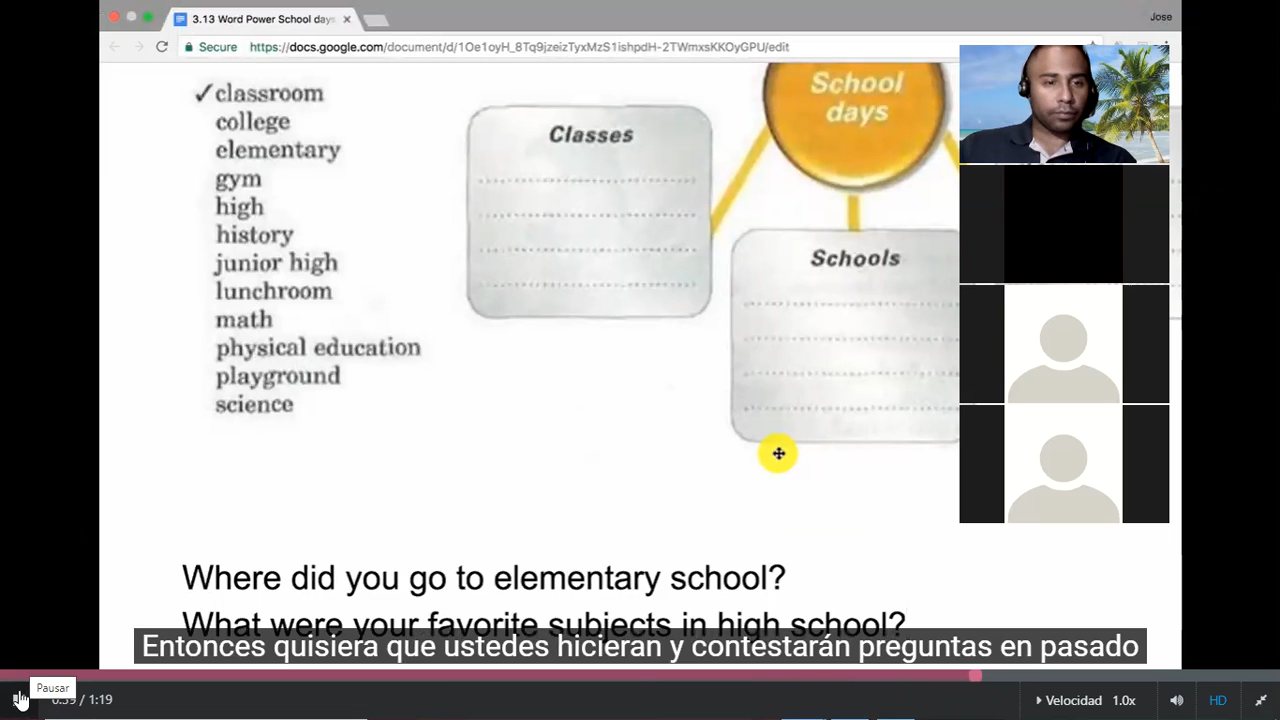 3.13 Word Power School days
Jose
Secure https://docs.google.com/document/d/1Oe1oyH_8Tq9jzeizTyxMzS1ishpdH-2TWmxsKKOyGPU/edit
✓classroom
college
elementary
gym
high
history
junior high
lunchroom
math
physical education
playground
science
Classes
School
days
Schools
Where did you go to elementary school?
What were your favorite subjects in high school?
Entonces quisiera que ustedes hicieran y contestarán preguntas en pasado
Pausar
0:59 / 1:19
Velocidad 1.0x
HD